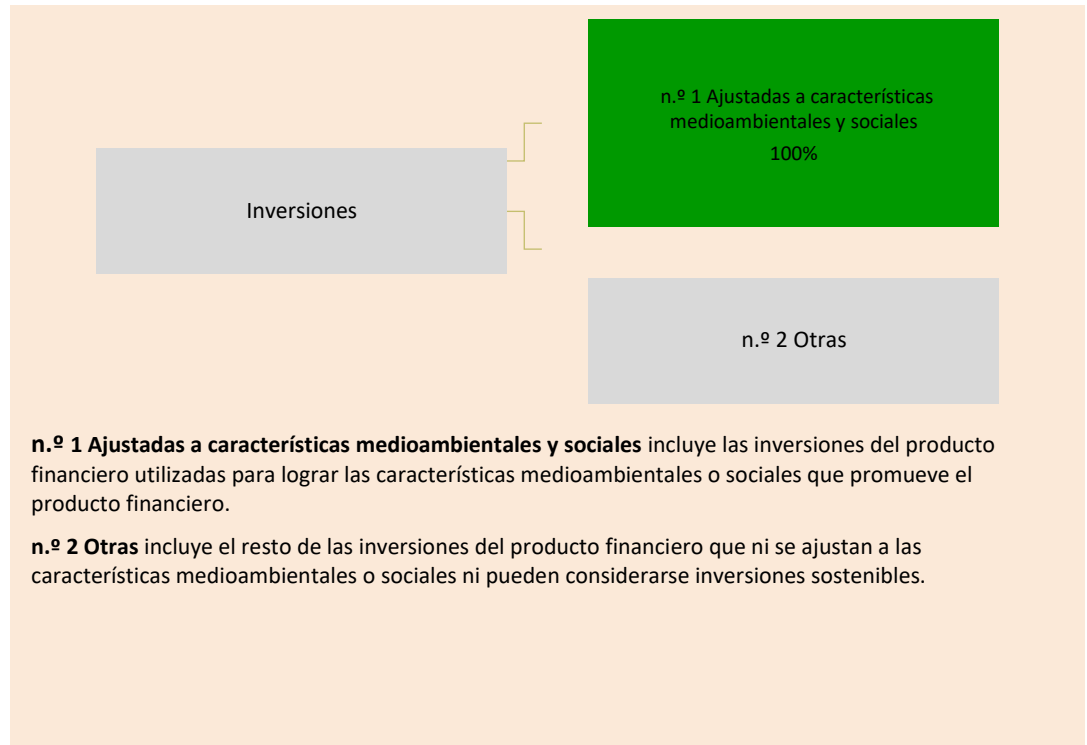 n.º 1 Ajustadas a características
medioambientales y sociales
100%
Inversiones
n.º 2 Otras
n.º 1 Ajustadas a características medioambientales y sociales incluye las inversiones del producto
financiero utilizadas para lograr las características medioambientales o sociales que promueve el
producto financiero.
n.º 2 Otras incluye el resto de las inversiones del producto financiero que ni se ajustan a las
características medioambientales o sociales ni pueden considerarse inversiones sostenibles.